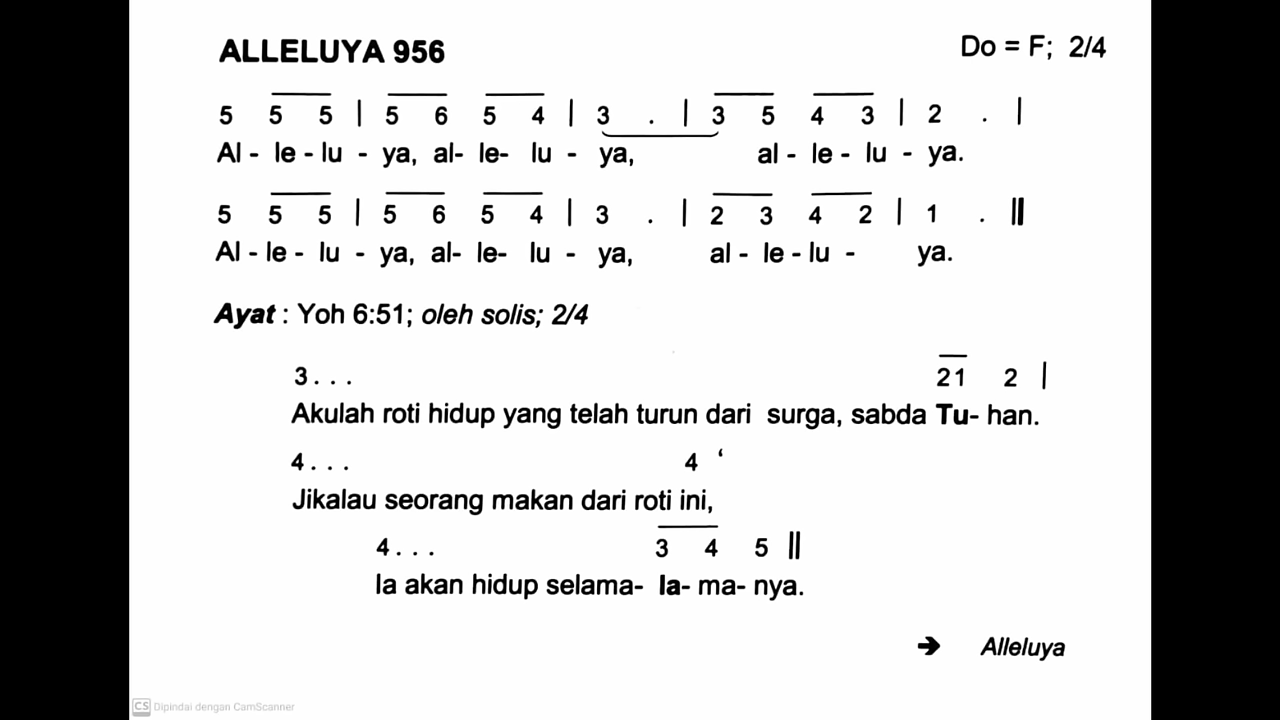 ALLELUYA 956 Do = F; 2/4
5 5 5 | 5 6 5 4 | 3 . | 3 5 4 3 | 2 . |
Al - le - lu - ya, al- le- lu - ya, al - le - lu - ya.
5 5 5 | 5 6 5 4 | 3 . | 2 3 4 2 | 1 . ||
Al - le - lu - ya, al- le- lu - ya, al - le - lu - ya.
Ayat : Yoh 6:51; oleh solis; 2/4
3 . . . 2 1 2 |
Akulah roti hidup yang telah turun dari surga, sabda Tu- han.
4 . . . 4 ‘
Jikalau seorang makan dari roti ini,
4 . . . 3 4 5 ||
Ia akan hidup selama- la- ma- nya.
➔ Alleluya
CS Dipindai dengan CamScanner